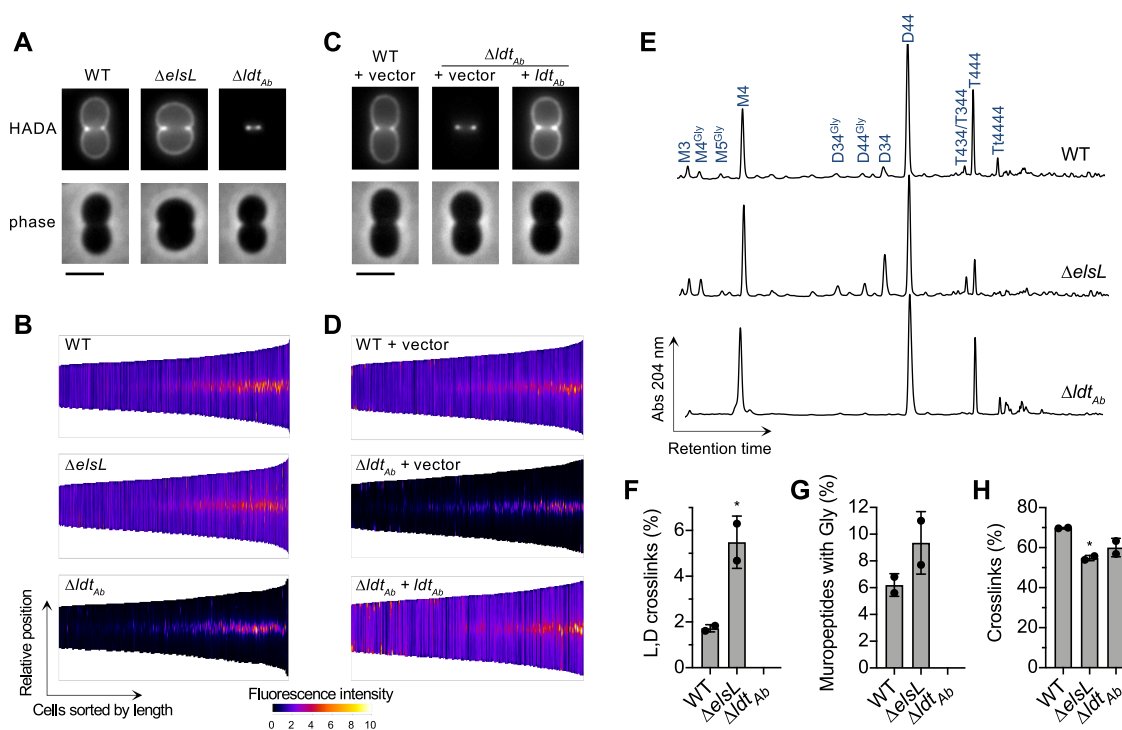 A
WT
ΔelsL
ΔldtAb
HADA
phase
B
WT
ΔelsL
ΔldtAb
Relative position
Cells sorted by length
C
WT
+ vector
ΔldtAb
+ vector
+ ldtAb
D
WT + vector
ΔldtAb + vector
ΔldtAb + ldtAb
Fluorescence intensity
0 2 4 6 8 10
E
M3
M4Gly
M5Gly
M4
D34Gly
D44Gly
D34
D44
T434/T344
T444
Tt4444
WT
ΔelsL
ΔldtAb
Abs 204 nm
Retention time
F
L,D crosslinks (%)
6
4
2
0
*
WT
ΔelsL
ΔldtAb
G
Muropeptides with Gly (%)
12
10
8
6
4
2
0
WT
ΔelsL
ΔldtAb
H
Crosslinks (%)
80
60
40
20
0
*
WT
ΔelsL
ΔldtAb